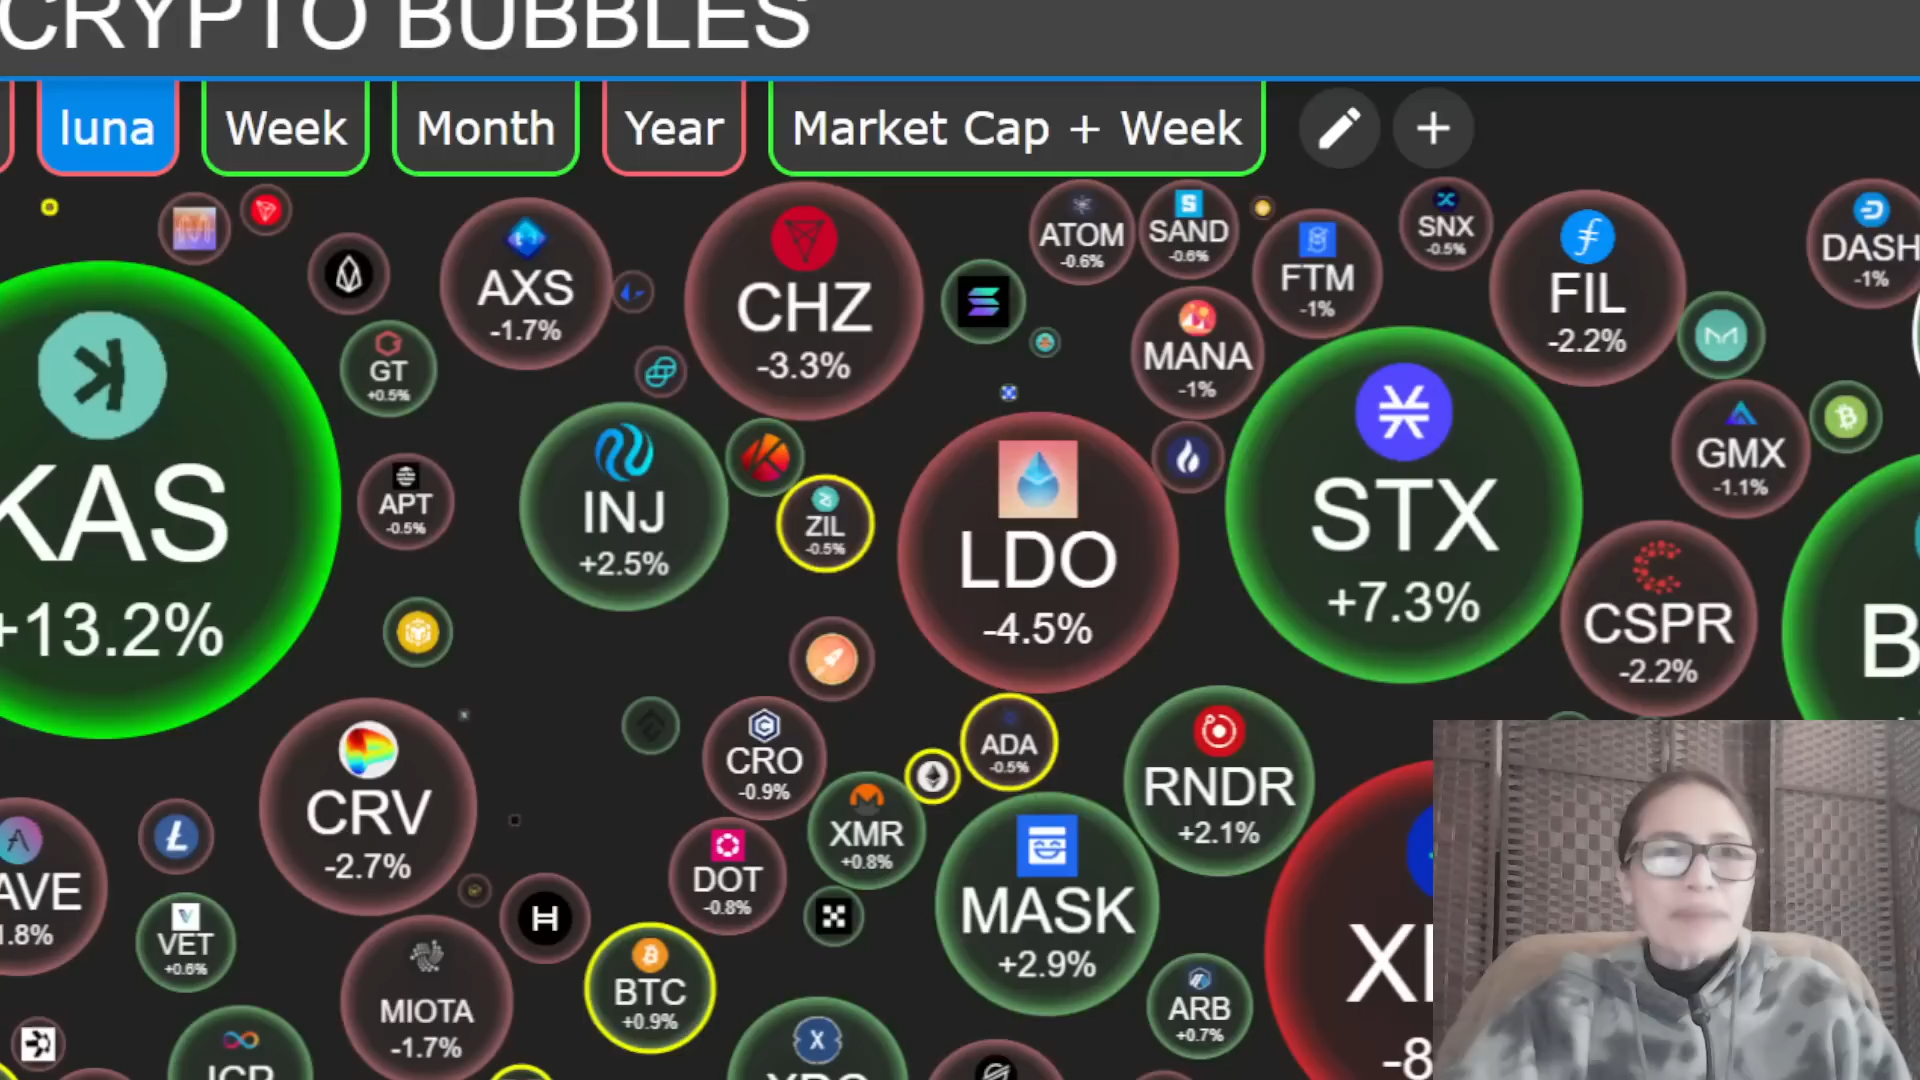 CRYPTO BUBBLES
luna
Week
Month
Year
Market Cap + Week
ATOM
-0.6%
SAND
-0.6%
SNX
-0.5%
DASH
-1%
AXS
-1.7%
CHZ
-3.3%
FTM
-1%
FIL
-2.2%
GT
+0.5%
MANA
-1%
KAS
+13.2%
APT
-0.5%
INJ
+2.5%
ZIL
-0.5%
LDO
-4.5%
STX
+7.3%
GMX
-1.1%
CSPR
-2.2%
B
CRV
-2.7%
CRO
-0.9%
ADA
-0.5%
RNDR
+2.1%
XMR
+0.8%
AVE
1.8%
VET
+0.6%
DOT
-0.8%
MASK
+2.9%
MIOTA
-1.7%
BTC
+0.9%
ARB
+0.7%
-8